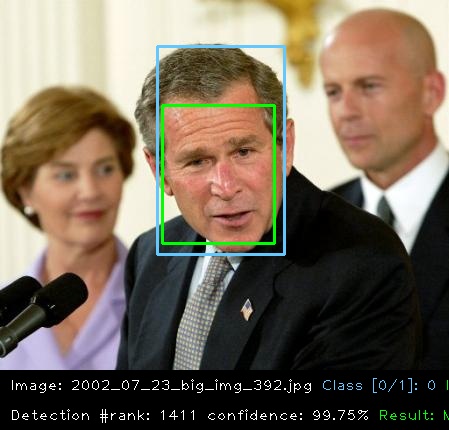 Image: 2002_07_23_big_img_392.jpg Class [0/1]: 0
Detection #rank: 1411 confidence: 99.75% Result: